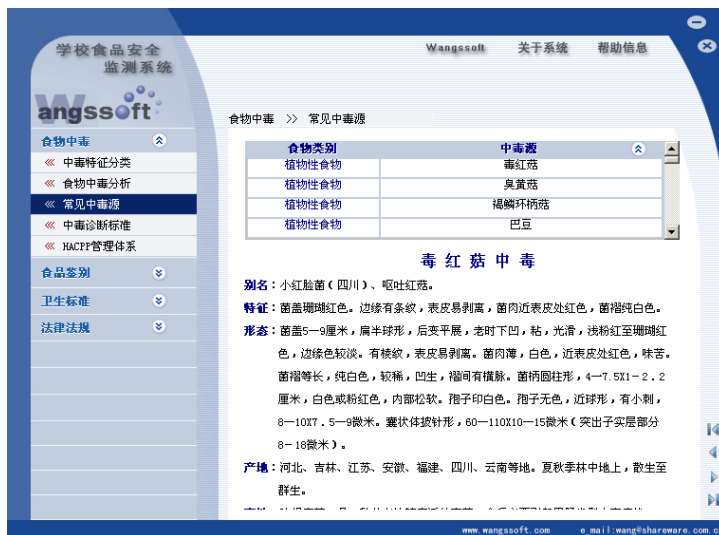 学校食品安全
监测系统
Wangssoft 关于系统 帮助信息
Wangssoft
食物中毒 >> 常见中毒源
食物中毒
中毒特征分类
食物中毒分析
常见中毒源
中毒诊断标准
HACPP管理体系
食品鉴别
卫生标准
法律法规
食物类别 中毒源
植物性食物 毒红菇
植物性食物 臭黄菇
植物性食物 褐鳞环柄菇
植物性食物 巴豆
毒红菇中毒
别名：小红脸菌(四川)、呕吐红菇。
特征：菌盖珊瑚红色。边缘有条纹，表皮易剥离，菌肉近表皮处红色，菌褶纯白色。
形态：菌盖5—9厘米，扁半球形，后变平展，老时下凹，粘，光滑，浅粉红至珊瑚红
色，边缘色较淡。有棱纹，表皮易剥离。菌肉薄，白色，近表皮处红色，味苦。
菌褶等长，纯白色，较稀，凹生，褶间有横脉。菌柄圆柱形，4—7.5X1－2．2
厘米，白色或粉红色，内部松软。孢子印白色。孢子无色，近球形，有小刺，
8—10X7．5—9微米。囊状体披针形，60—110X10—15微米(突出子实层部分
8－18微米)。
产地：河北、吉林、江苏、安徽、福建、四川、云南等地。夏秋季林中地上，散生至
群生。
www.wangssoft.com e_mail:wang@shareware.com.c